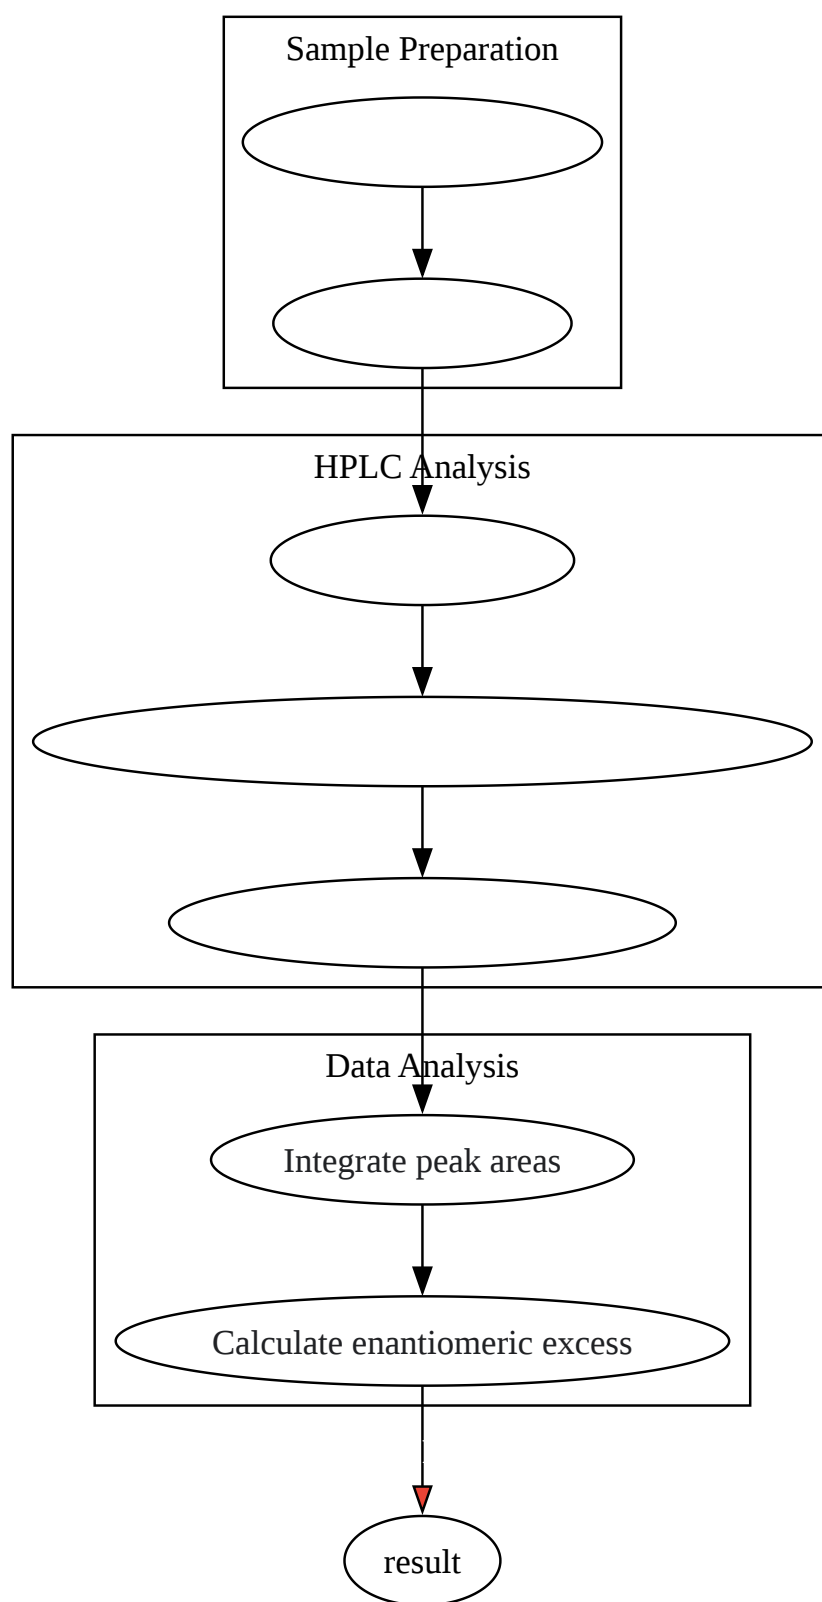 Sample Preparation
HPLC Analysis
Data Analysis
Integrate peak areas
Calculate enantiomeric excess
result